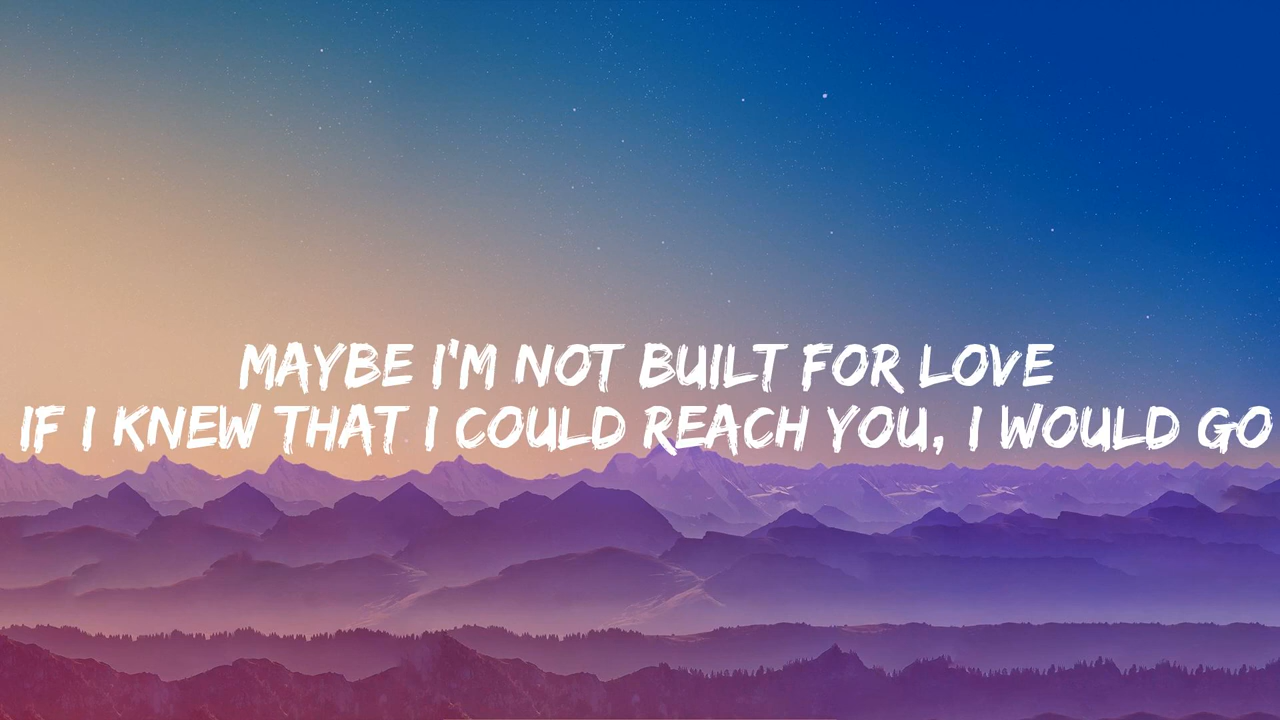 MAYBE I'M NOT BUILT FOR LOVE
IF I KNEW THAT I COULD REACH YOU, I WOULD GO